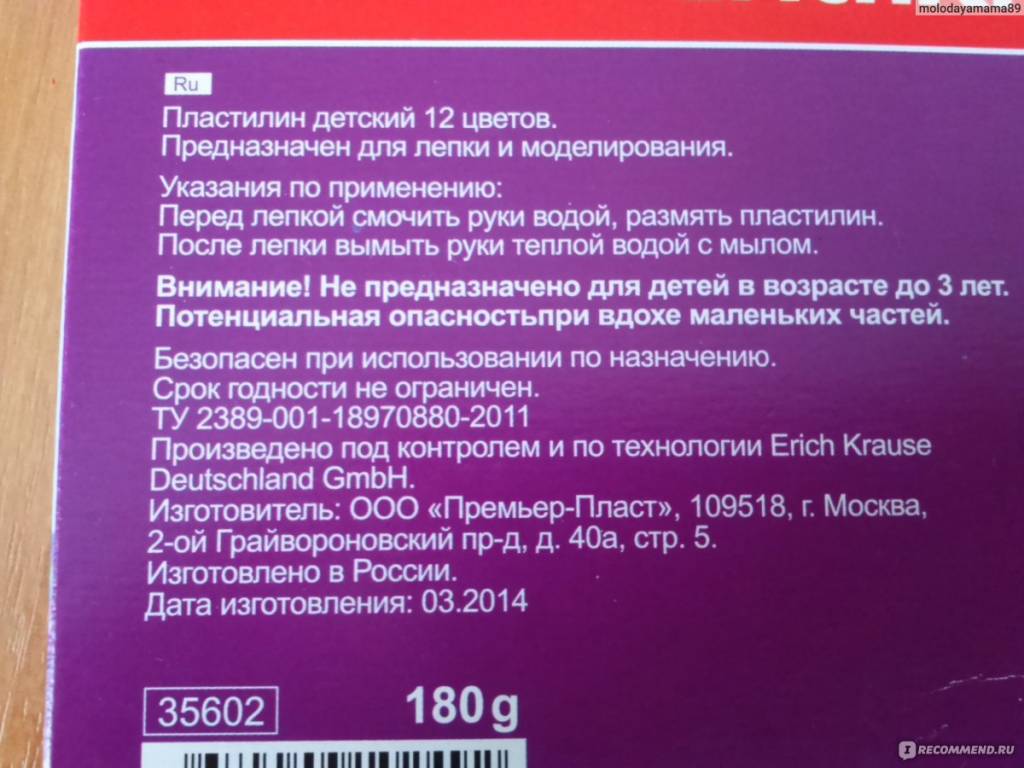 molodayamama89
Ru
Пластилин детский 12 цветов.
Предназначен для лепки и моделирования.
Указания по применению:
Перед лепкой смочить руки водой, размять пластилин.
После лепки вымыть руки теплой водой с мылом.
Внимание! Не предназначено для детей в возрасте до 3 лет.
Потенциальная опасностьпри вдохе маленьких частей.
Безопасен при использовании по назначению.
Срок годности не ограничен.
ТУ 2389-001-18970880-2011
Произведено под контролем и по технологии Erich Krause
Deutschland GmbH.
Изготовитель: ООО «Премьер-Пласт», 109518, г. Москва,
2-ой Грайвороновский пр-д, д. 40а, стр. 5.
Изготовлено в России.
Дата изготовления: 03.2014
35602 180 g
RECOMMEND.RU